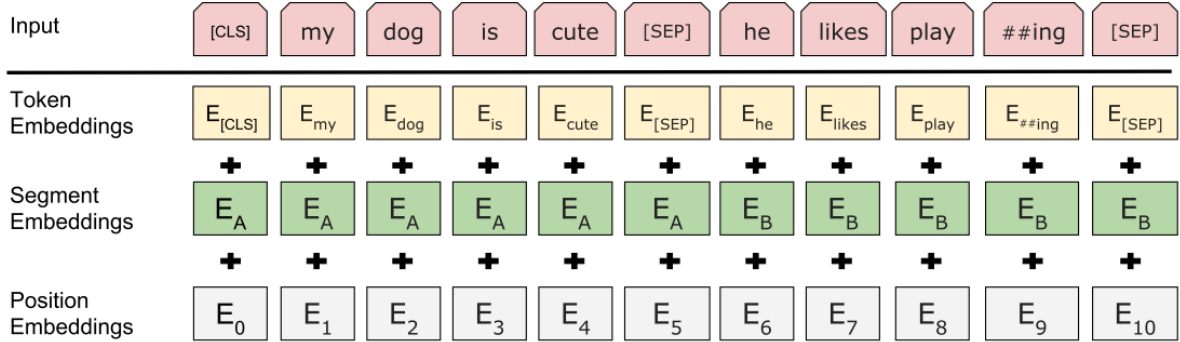 Input [CLS] my dog is cute [SEP] he likes play ##ing [SEP]
Token
Embeddings E[CLS] Emy Edog Eis Ecute E[SEP] Ehe Elikes Eplay E##ing E[SEP]
+ + + + + + + + + + +
Segment
Embeddings EA EA EA EA EA EA EB EB EB EB EB
+ + + + + + + + + + +
Position
Embeddings E0 E1 E2 E3 E4 E5 E6 E7 E8 E9 E10